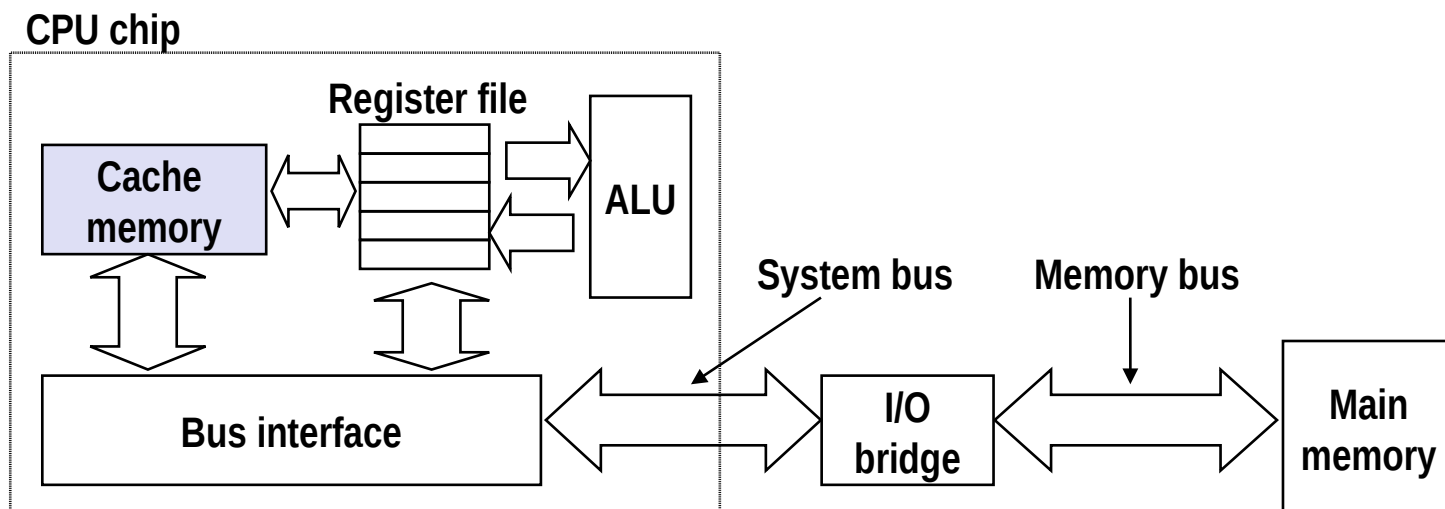 CPU chip
Register file
Cache
memory
ALU
System bus
Memory bus
Bus interface
I/O
bridge
Main
memory